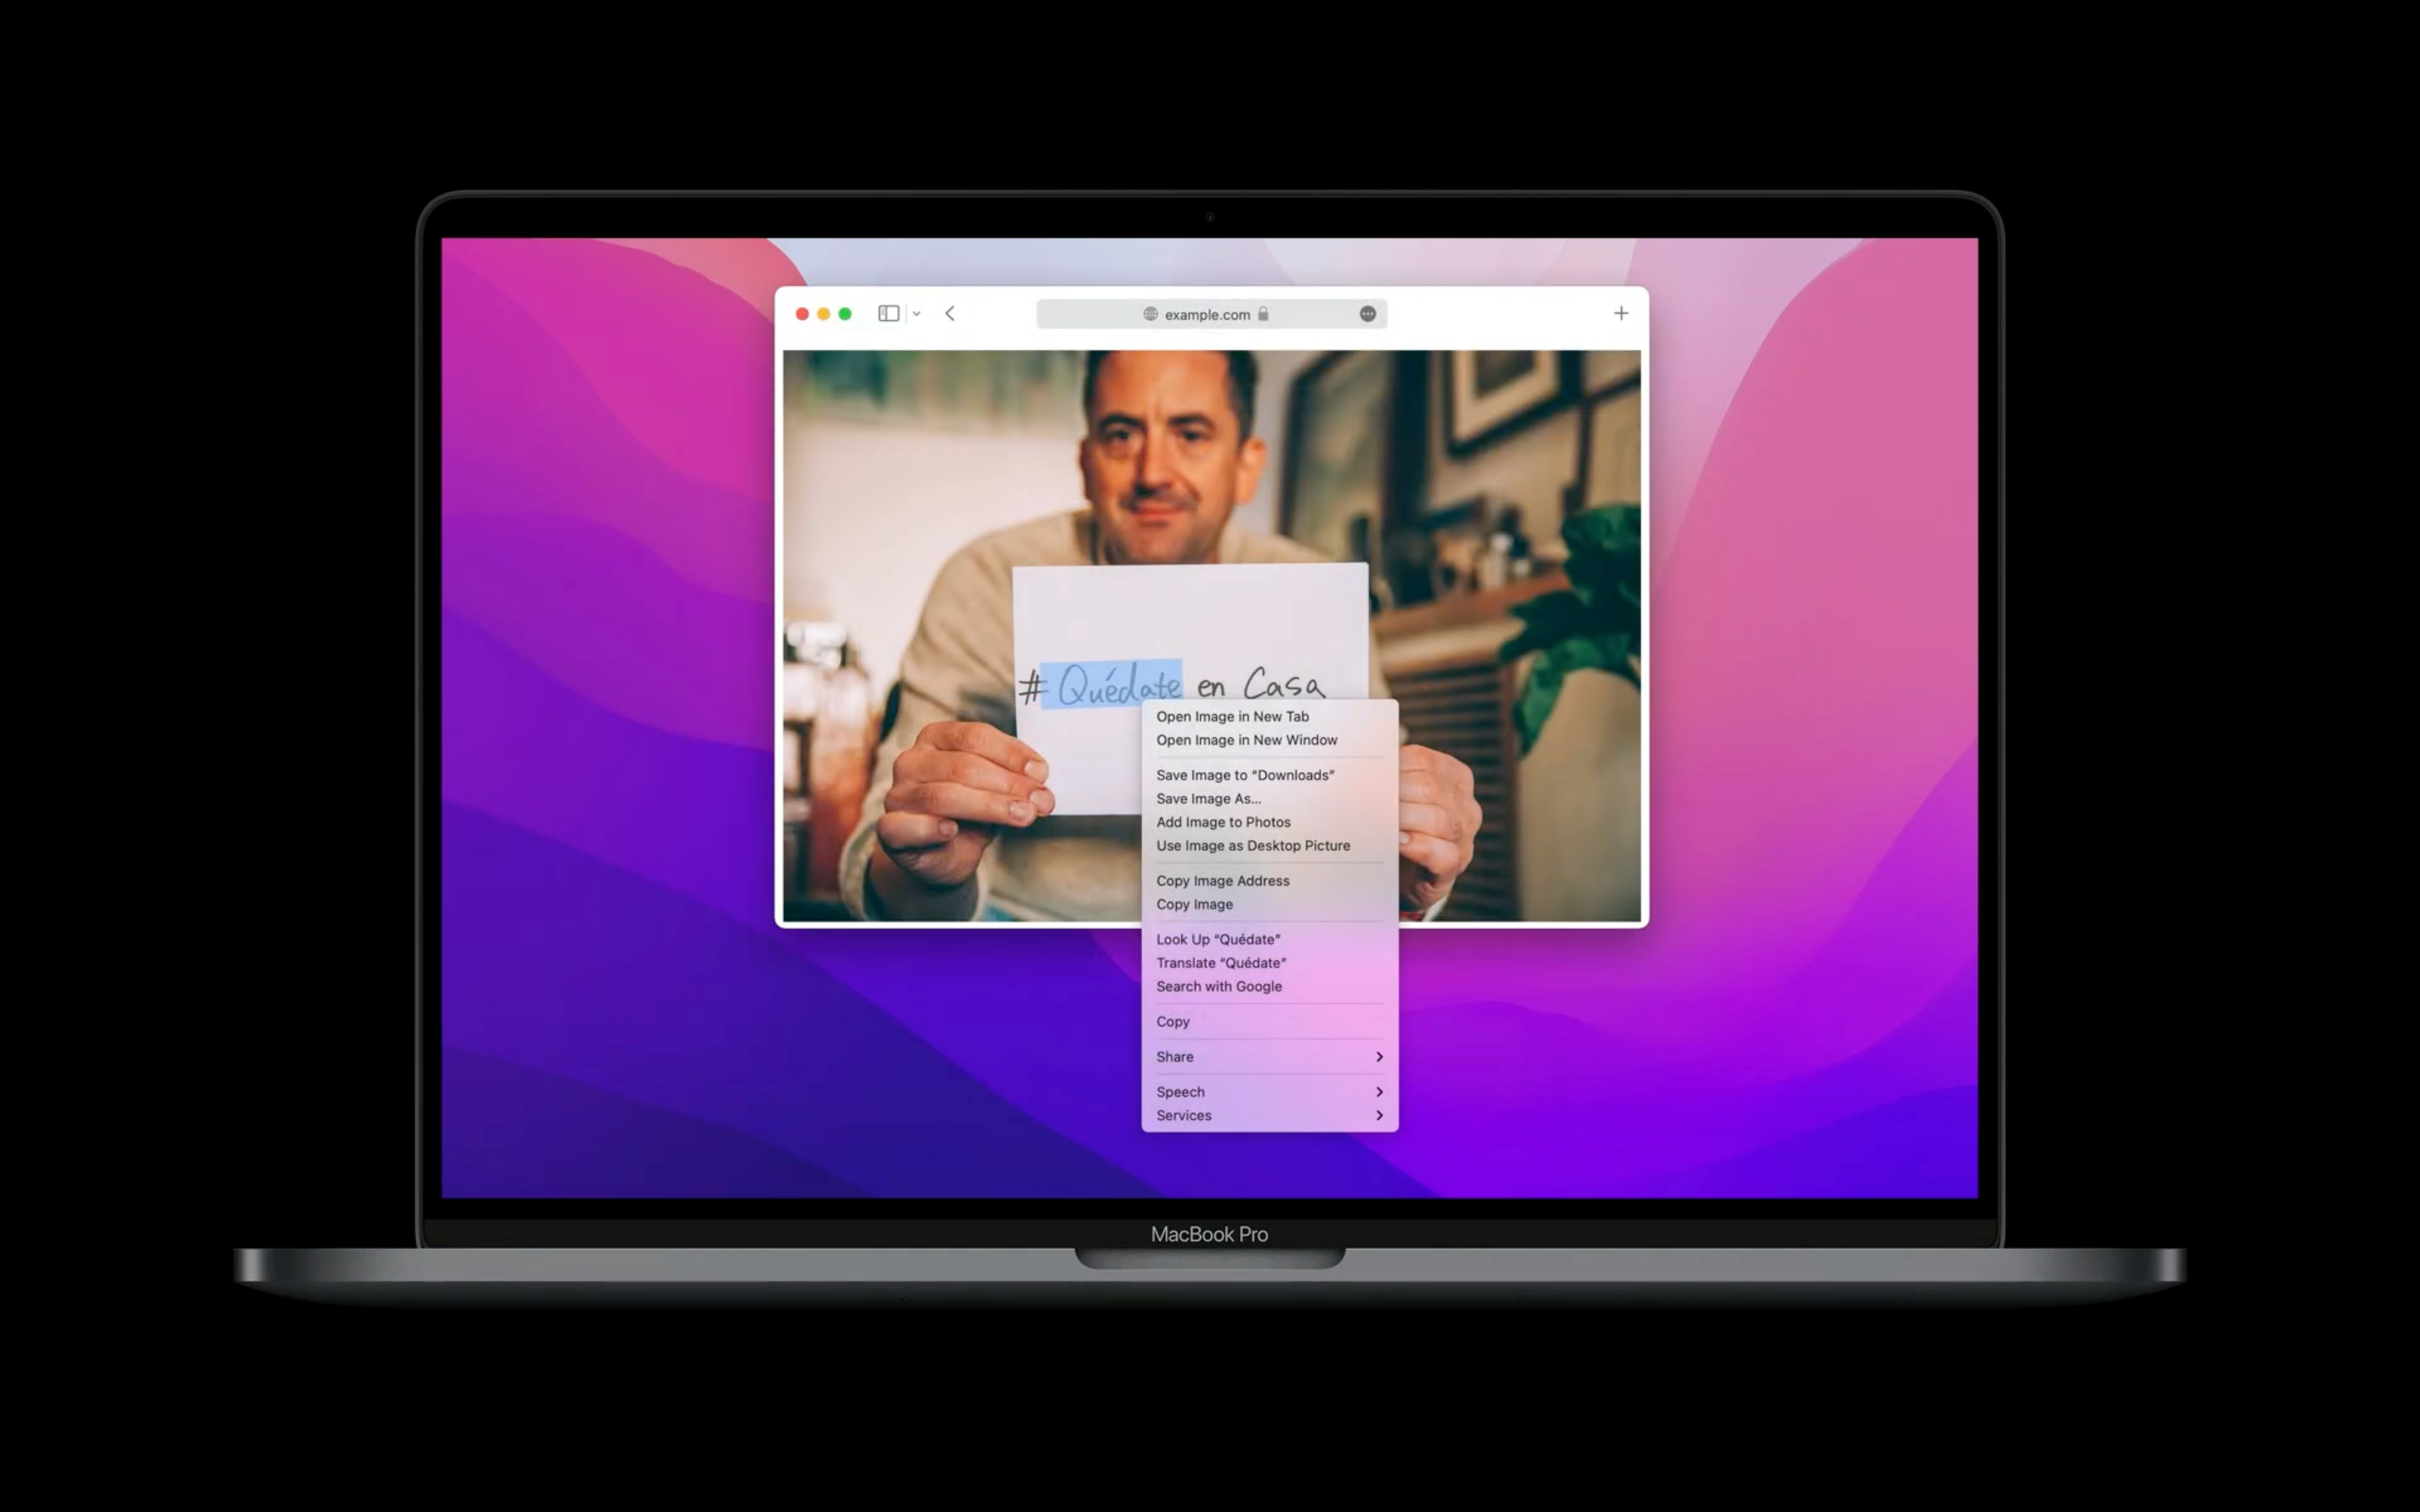 example.com
# Quédate en Casa
Open Image in New Tab
Open Image in New Window
Save Image to “Downloads”
Save Image As...
Add Image to Photos
Use Image as Desktop Picture
Copy Image Address
Copy Image
Look Up “Quédate”
Translate “Quédate”
Search with Google
Copy
Share
Speech
Services
MacBook Pro